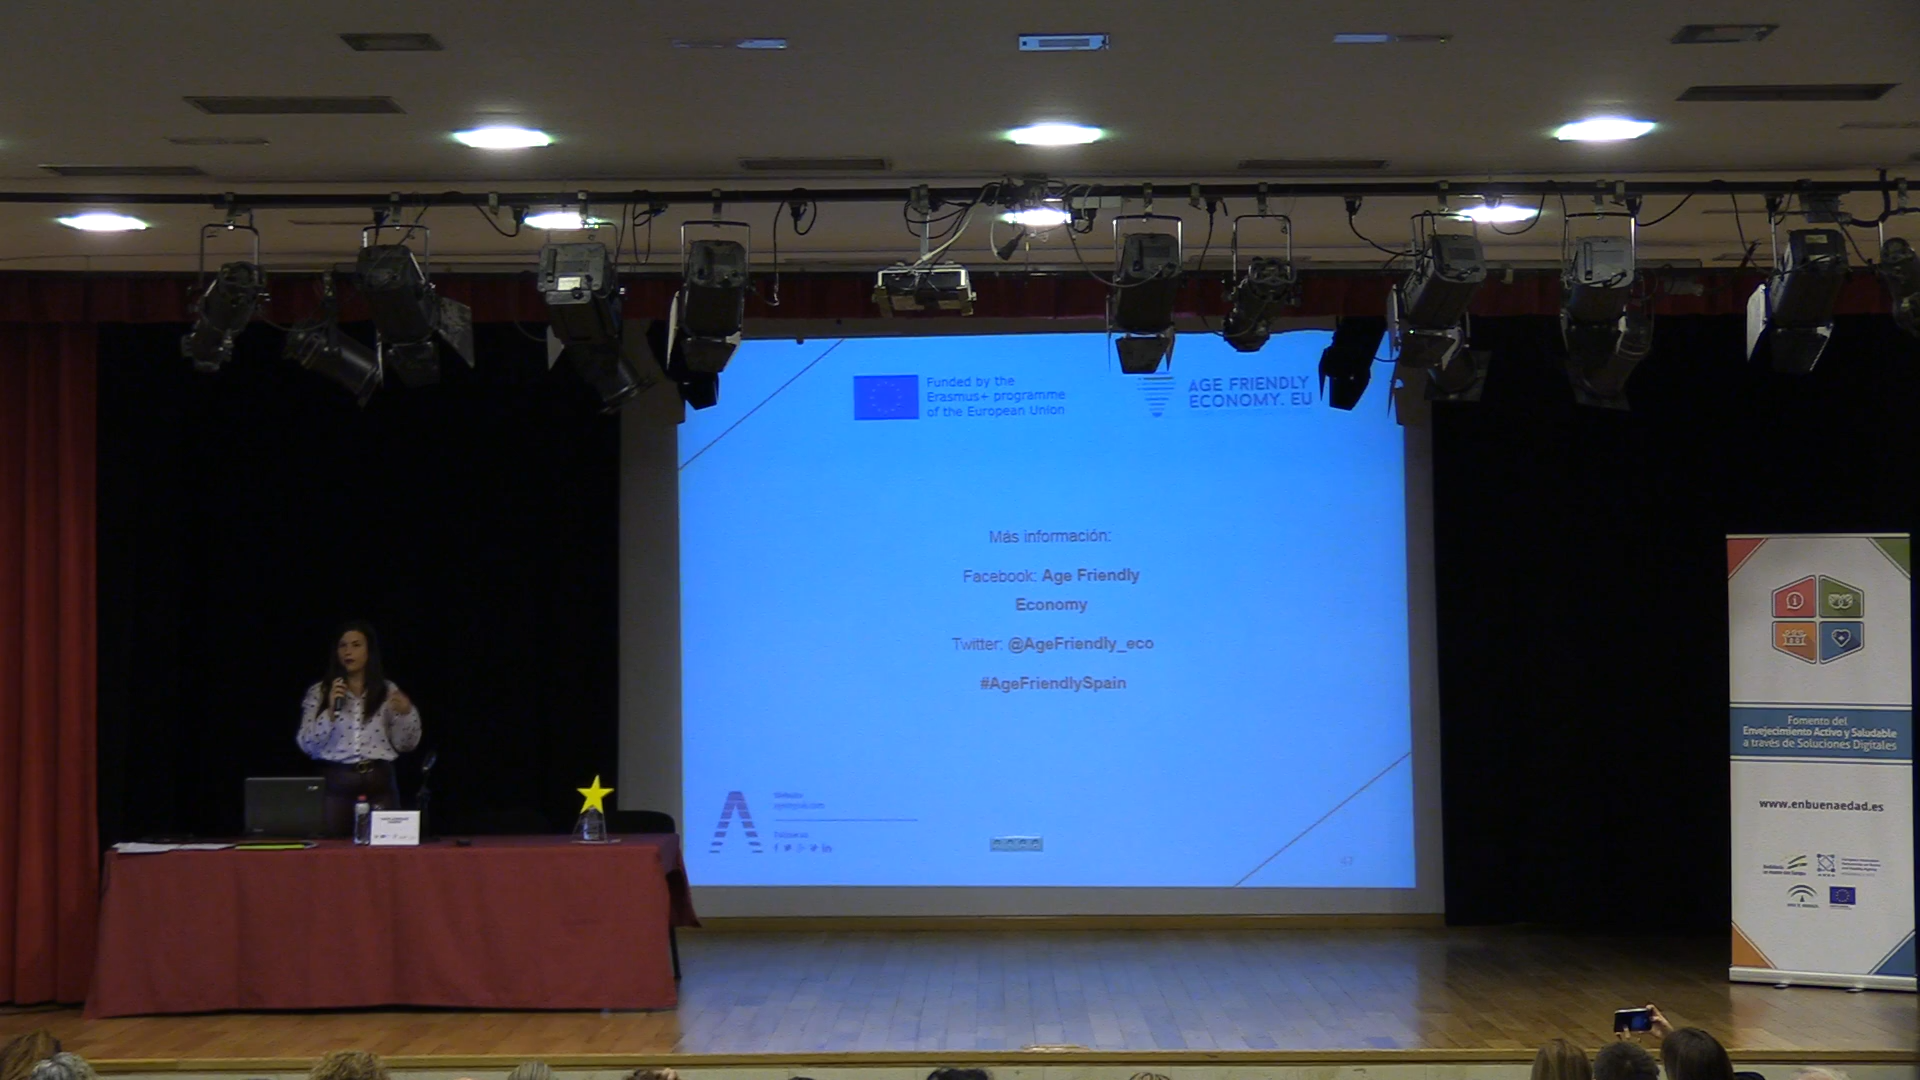 Funded by the
Erasmus+ programme
of the European Union
AGE FRIENDLY
ECONOMY. EU
Más información:
Facebook: Age Friendly
Economy
Twitter: @AgeFriendly_eco
#AgeFriendlySpain
47
Fomento del
Envejecimiento Activo y Saludable
a través de Soluciones Digitales
www.enbuenaedad.es